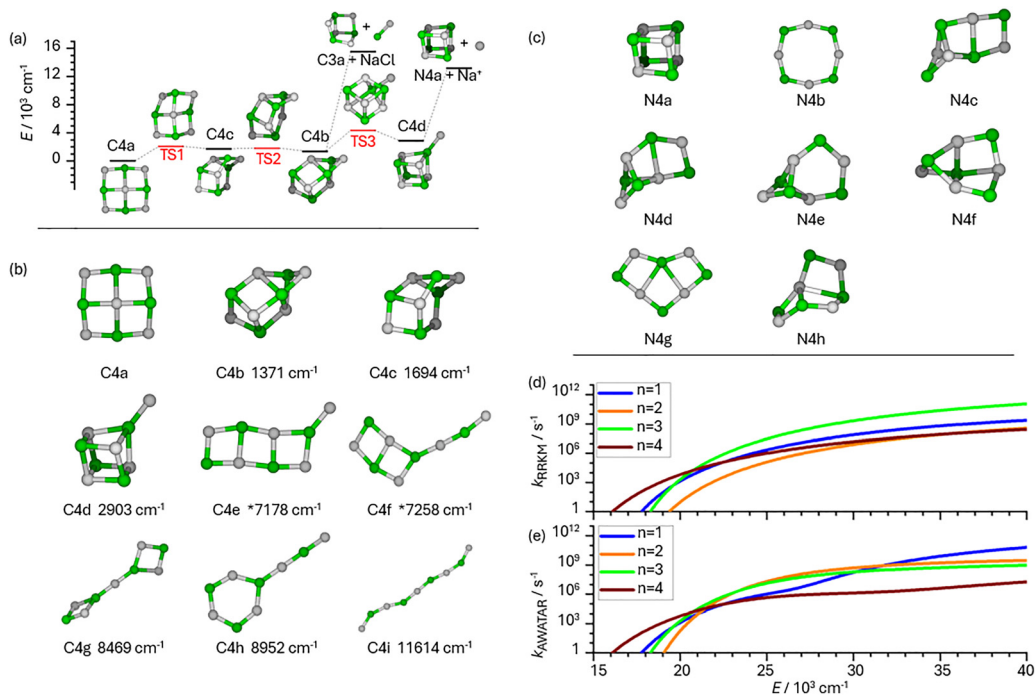 (a)
16
12
8
4
0
E / 10³ cm⁻¹
C4a
TS1
C4c
TS2
C4b
+
C3a + NaCl
TS3
C4d
+
N4a + Na⁺
(b)
C4a
C4b 1371 cm⁻¹
C4c 1694 cm⁻¹
C4d 2903 cm⁻¹
C4e *7178 cm⁻¹
C4f *7258 cm⁻¹
C4g 8469 cm⁻¹
C4h 8952 cm⁻¹
C4i 11614 cm⁻¹
(c)
N4a
N4b
N4c
N4d
N4e
N4f
N4g
N4h
(d)
10¹²
10⁹
10⁶
10³
1
kRRKM / s⁻¹
n=1
n=2
n=3
n=4
(e)
10¹²
10⁹
10⁶
10³
1
kAWATAR / s⁻¹
n=1
n=2
n=3
n=4
15
20
25
30
35
40
E / 10³ cm⁻¹